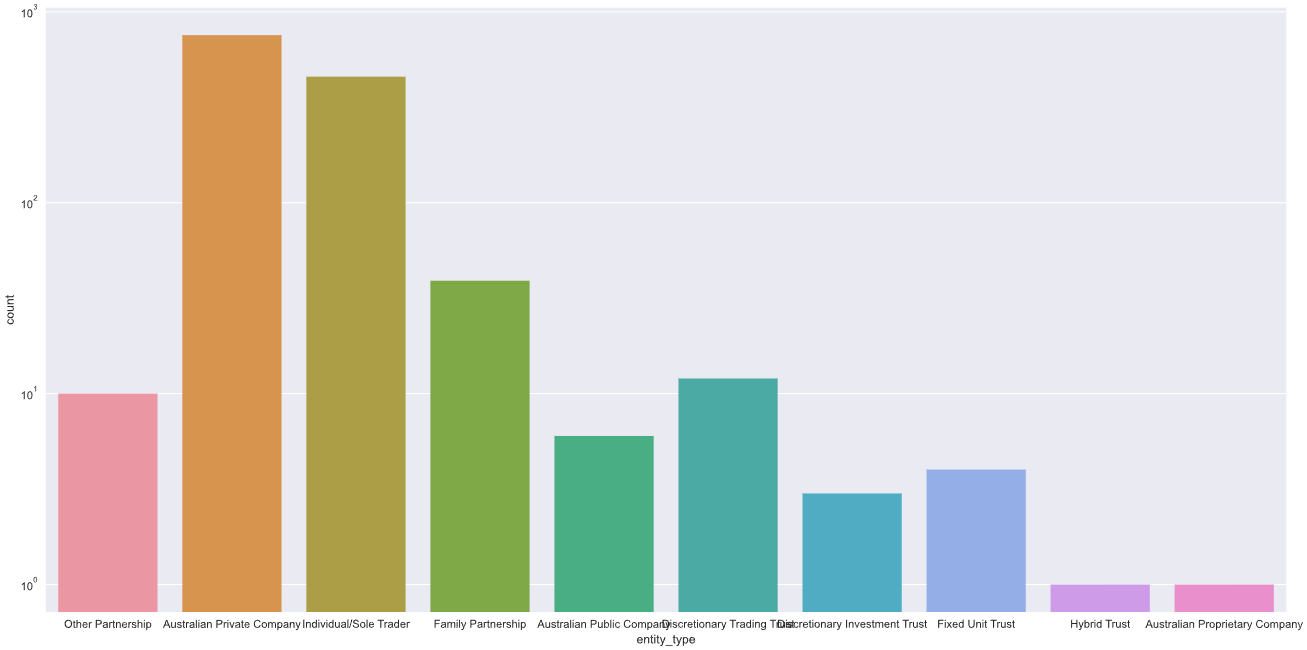 10³
10²
10¹
10⁰
count
Other Partnership
Australian Private Company
Individual/Sole Trader
Family Partnership
Australian Public Company
Discretionary Trading Trust
Discretionary Investment Trust
Fixed Unit Trust
Hybrid Trust
Australian Proprietary Company
entity_type